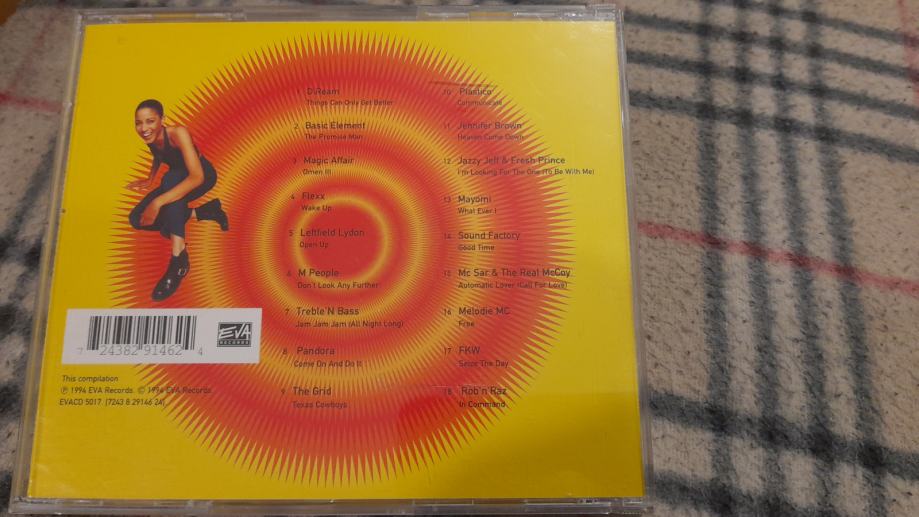 1 D:Ream
Things Can Only Get Better
2 Basic Element
The Promise Man
3 Magic Affair
Omen III
4 Flexx
Wake Up
5 Leftfield Lydon
Open Up
6 M People
Don't Look Any Further
7 Treble'N Bass
Jam Jam Jam (All Night Long)
8 Pandora
Come On And Do It
9 The Grid
Texas Cowboys
10 Plastico
Communicate
11 Jennifer Brown
Heaven Come Down
12 Jazzy Jeff & Fresh Prince
I'm Looking For The One (To Be With Me)
13 Mayomi
What Ever I
14 Sound Factory
Good Time
15 Mc Sar & The Real McCoy
Automatic Lover (Call For Love)
16 Melodie MC
Free
17 FKW
Seize The Day
18 Rob'n'Raz
In Command
7 24382 91462 4
EVA
RECORDS
This compilation
℗ 1994 EVA Records. © 1994 EVA Records.
EVACD 5017 (7243 8 29146 24)